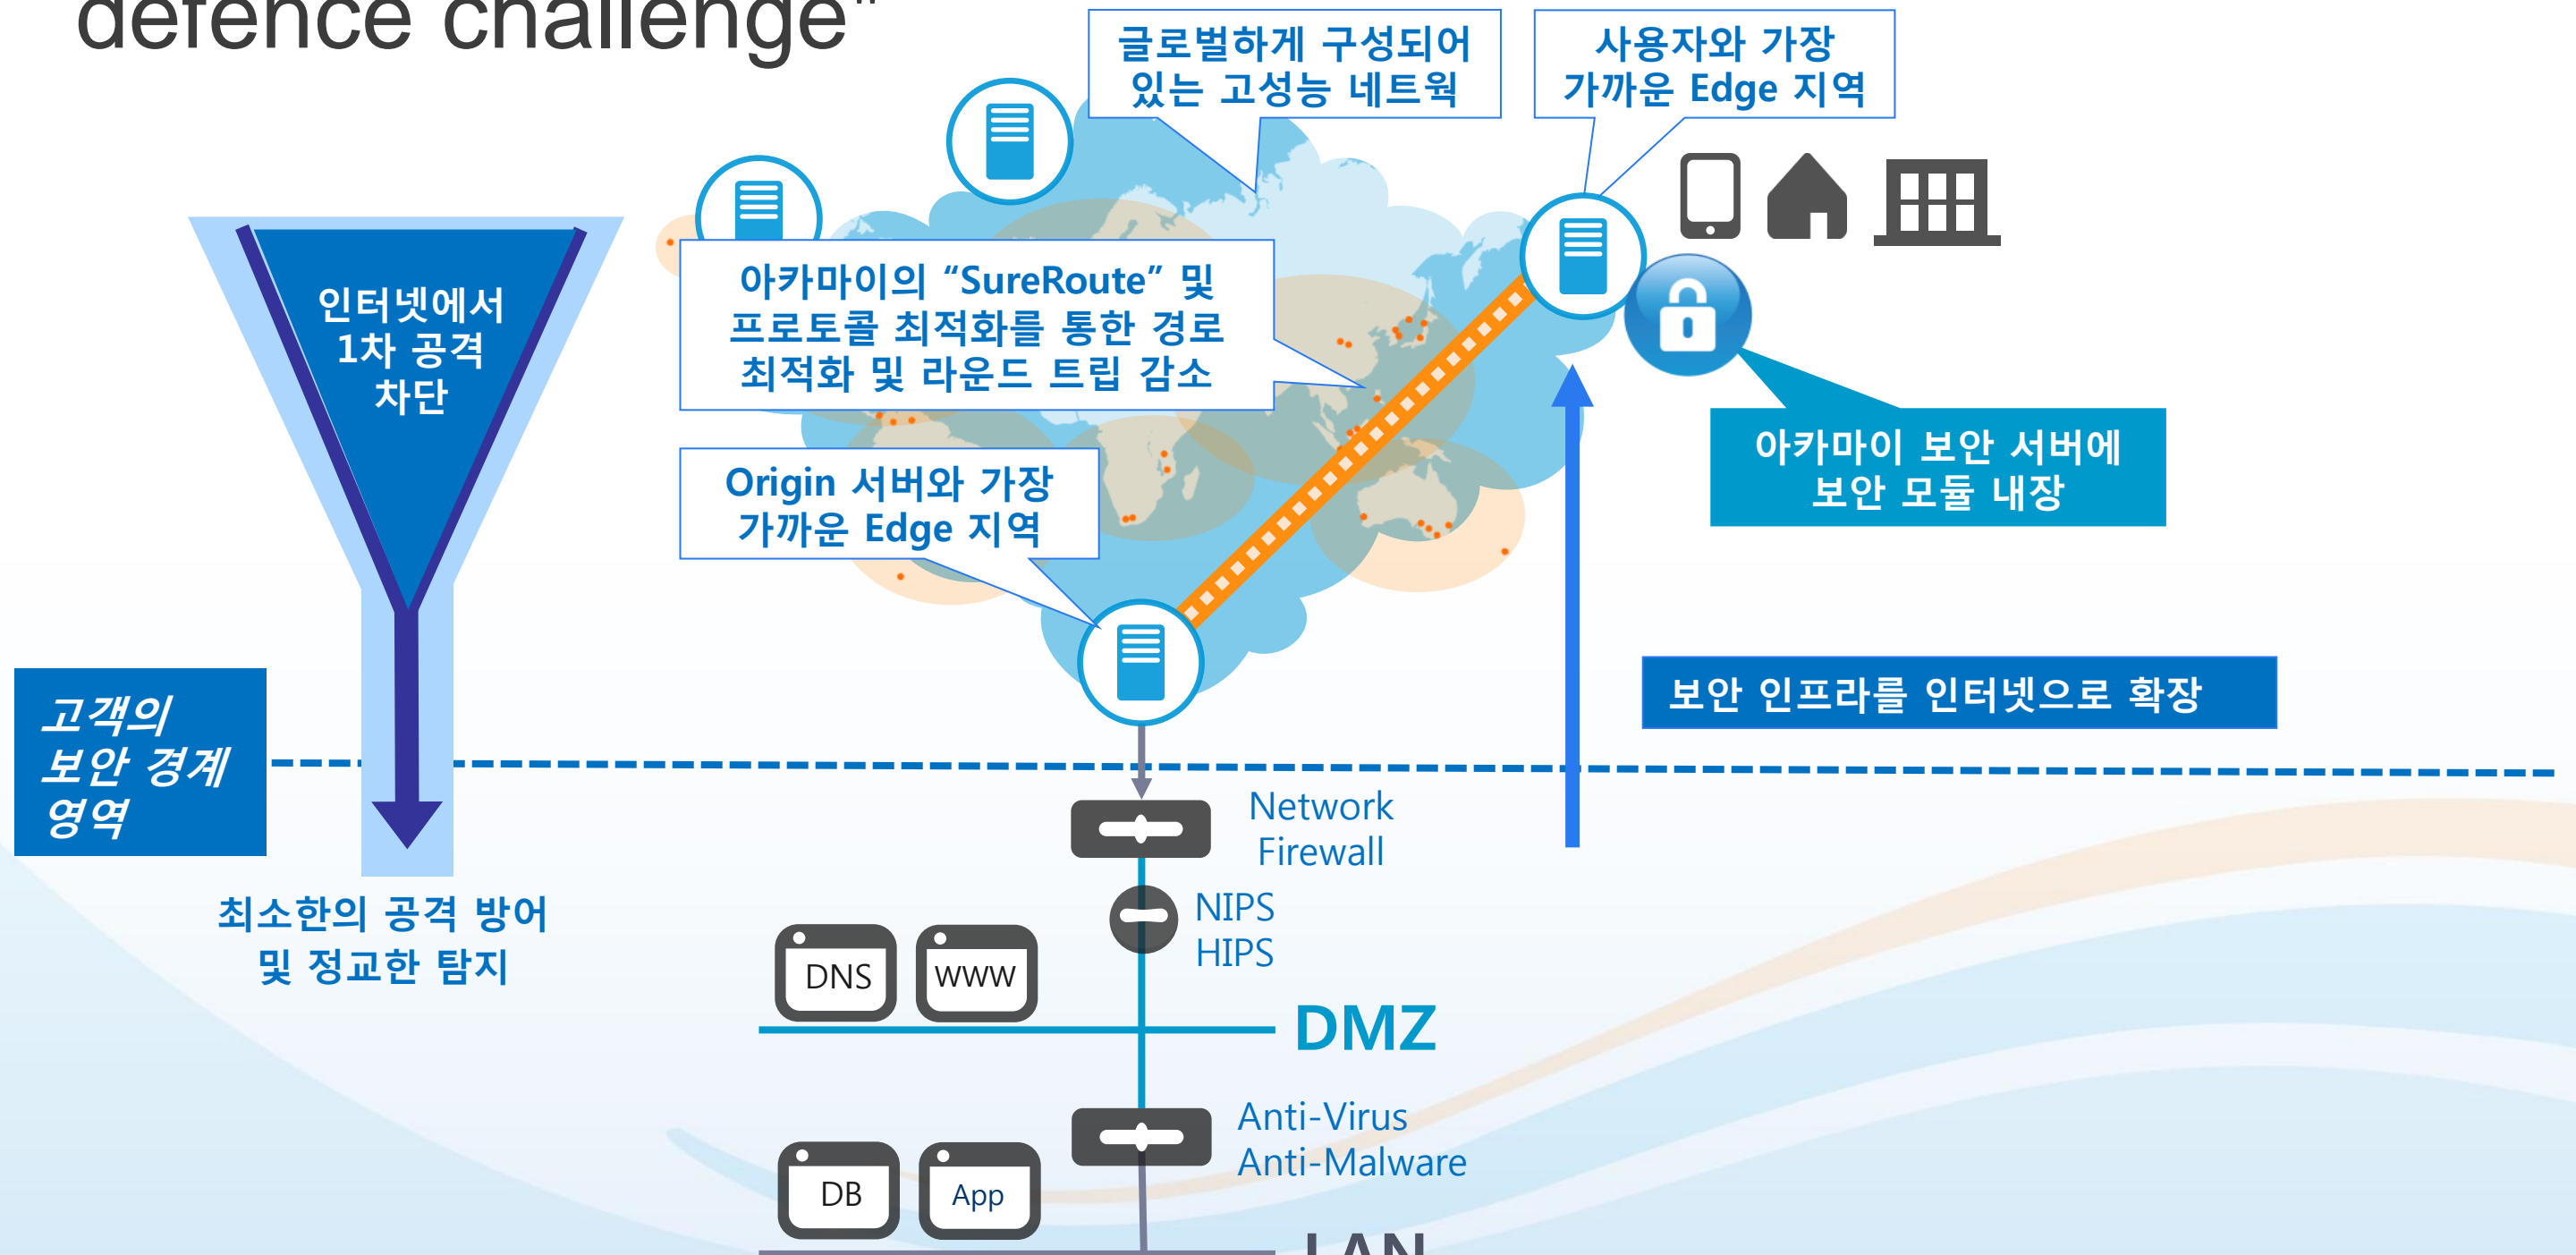 defence challenge"
글로벌하게 구성되어
있는 고성능 네트웍
사용자와 가장
가까운 Edge 지역
인터넷에서
1차 공격
차단
아카마이의 “SureRoute” 및
프로토콜 최적화를 통한 경로
최적화 및 라운드 트립 감소
Origin 서버와 가장
가까운 Edge 지역
아카마이 보안 서버에
보안 모듈 내장
보안 인프라를 인터넷으로 확장
고객의
보안 경계
영역
최소한의 공격 방어
및 정교한 탐지
Network
Firewall
NIPS
HIPS
DNS
WWW
DMZ
Anti-Virus
Anti-Malware
DB
App
LAN